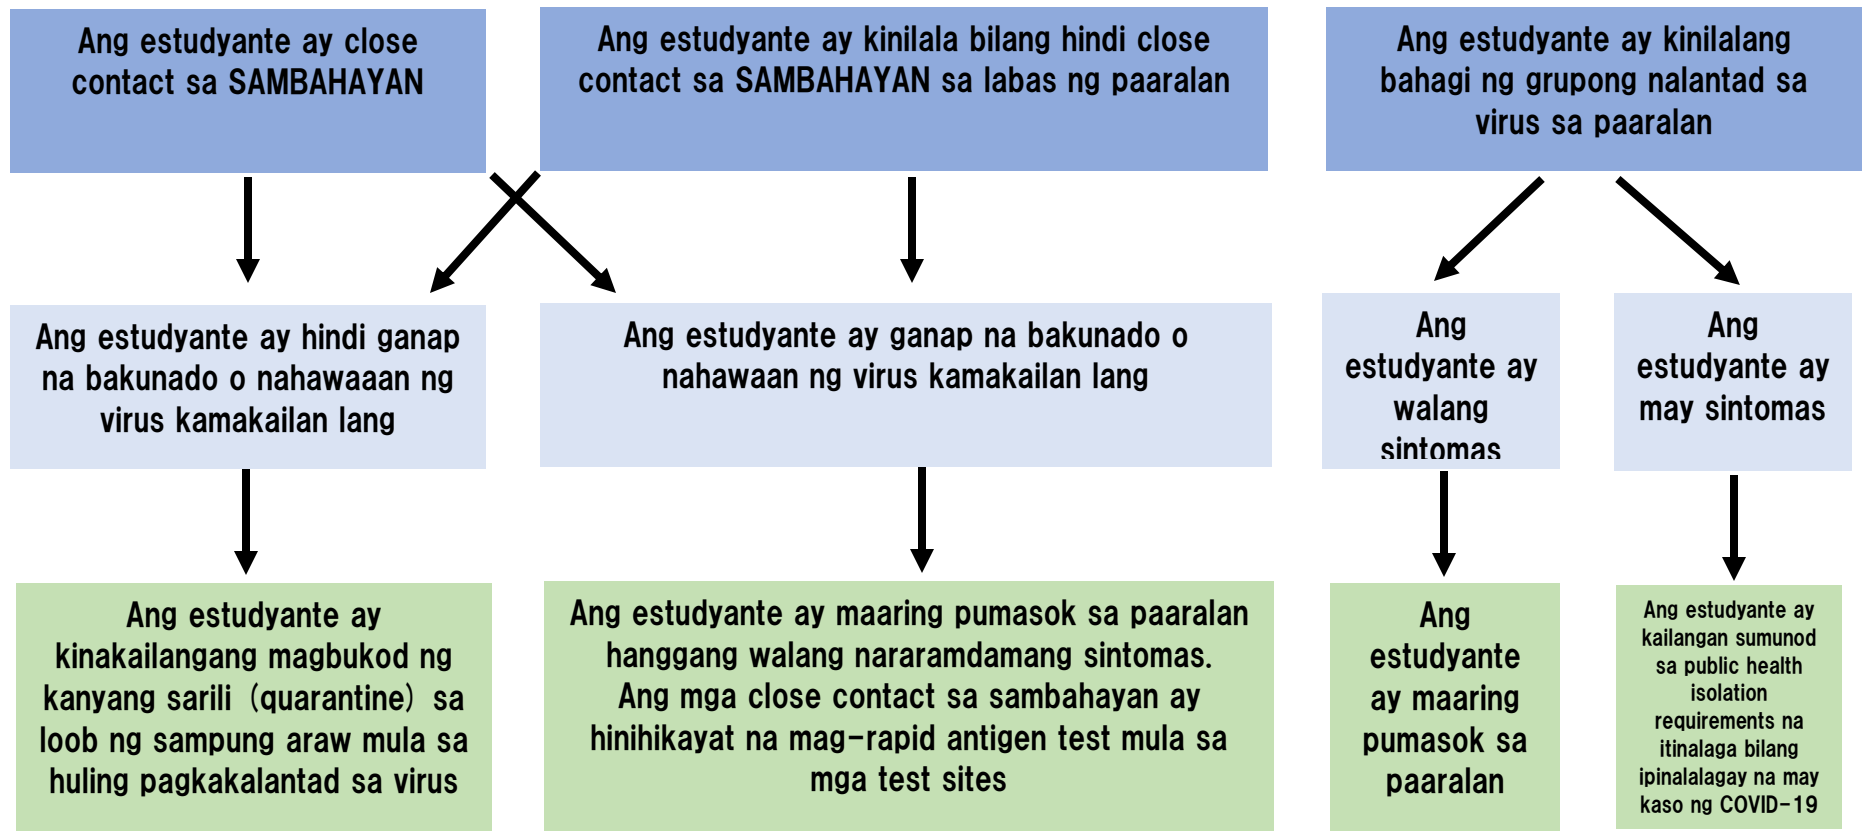 Ang estudyante ay close
contact sa SAMBAHAYAN
Ang estudyante ay kinilala bilang hindi close
contact sa SAMBAHAYAN sa labas ng paaralan
Ang estudyante ay kinilalang
bahagi ng grupong nalantad sa
virus sa paaralan
Ang estudyante ay hindi ganap
na bakunado o nahawaaan ng
virus kamakailan lang
Ang estudyante ay ganap na bakunado o
nahawaan ng virus kamakailan lang
Ang
estudyante ay
walang
sintomas
Ang
estudyante ay
may sintomas
Ang estudyante ay
kinakailangang magbukod ng
kanyang sarili (quarantine) sa
loob ng sampung araw mula sa
huling pagkakalantad sa virus
Ang estudyante ay maaring pumasok sa paaralan
hanggang walang nararamdamang sintomas.
Ang mga close contact sa sambahayan ay
hinihikayat na mag-rapid antigen test mula sa
mga test sites
Ang
estudyante
ay maaring
pumasok sa
paaralan
Ang estudyante ay
kailangan sumunod
sa public health
isolation
requirements na
itinalaga bilang
ipinalalagay na may
kaso ng COVID-19